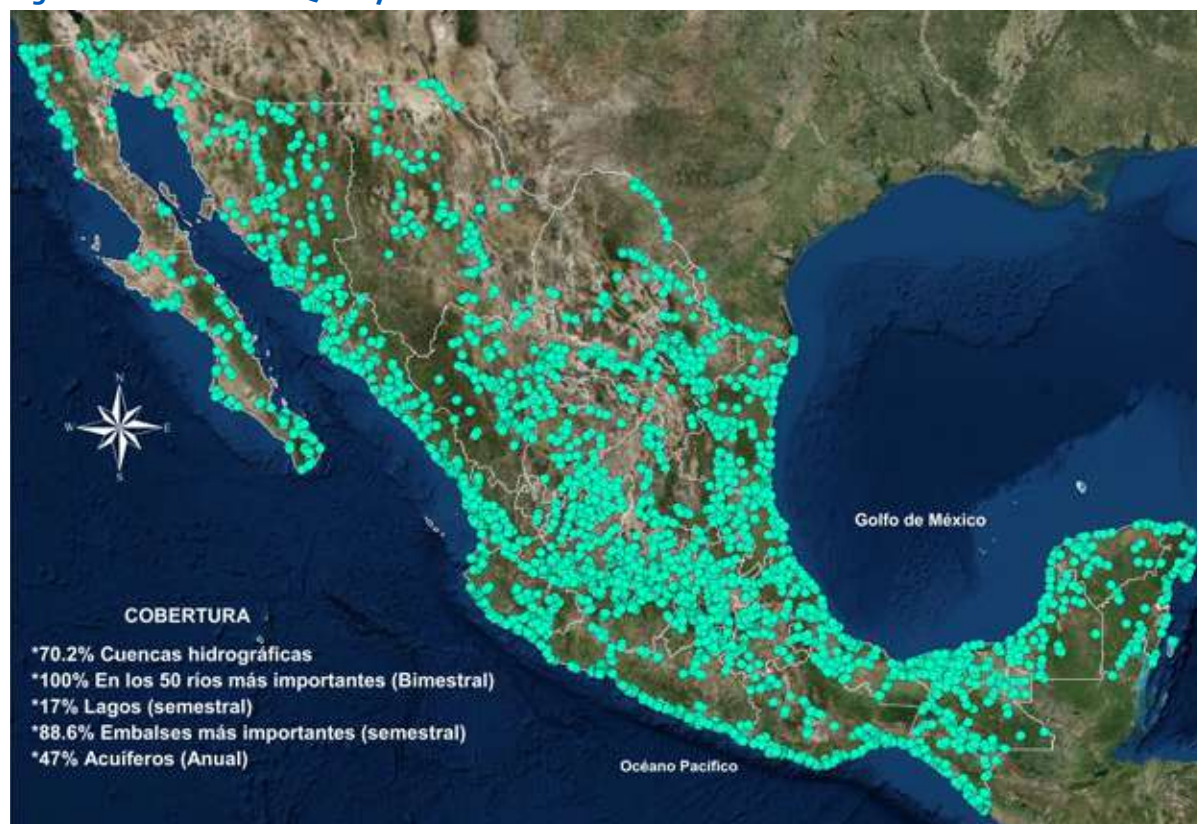 N
W E
S
Golfo de México
COBERTURA
*70.2% Cuencas hidrográficas
*100% En los 50 ríos más importantes (Bimestral)
*17% Lagos (semestral)
*88.6% Embalses más importantes (semestral)
*47% Acuíferos (Anual)
Océano Pacífico